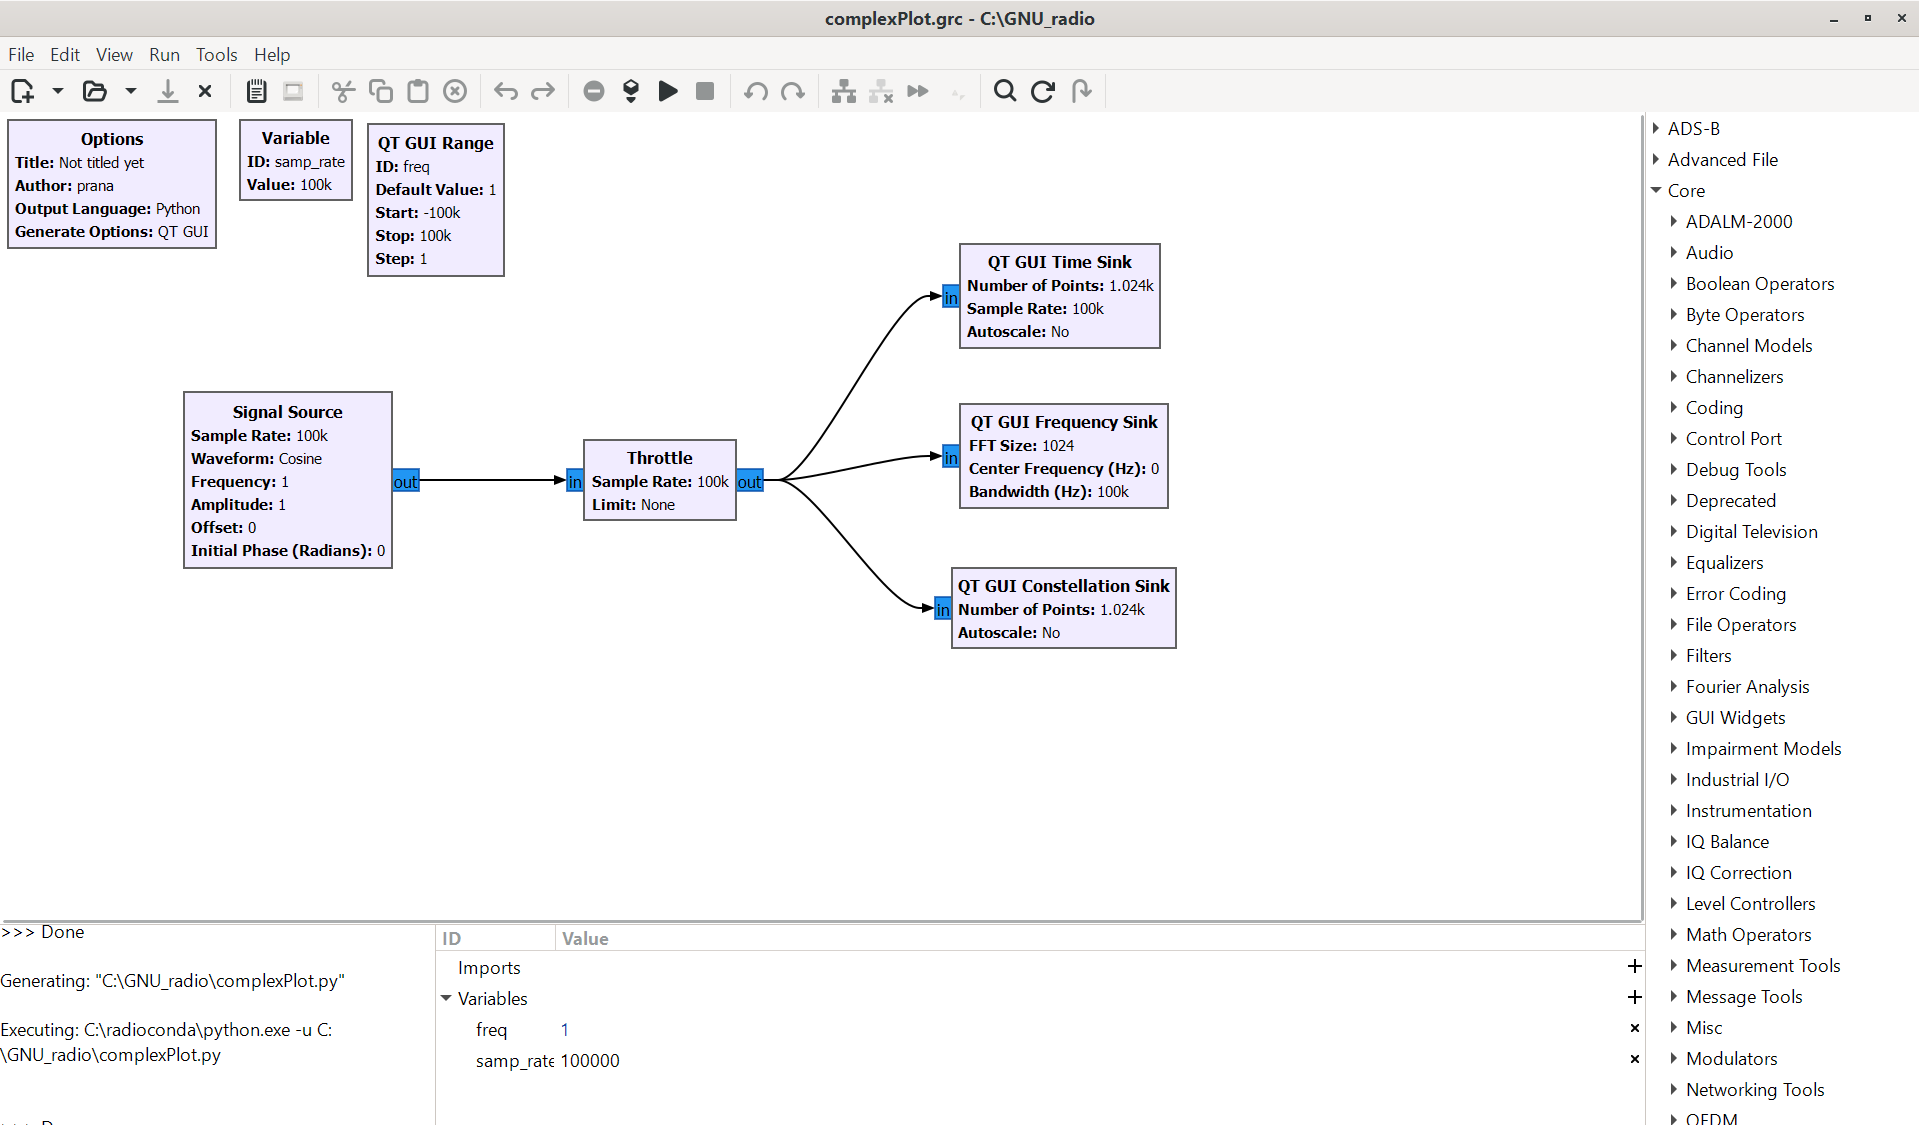 complexPlot.grc - C:\GNU_radio
File Edit View Run Tools Help
Options
Title: Not titled yet
Author: prana
Output Language: Python
Generate Options: QT GUI
Variable
ID: samp_rate
Value: 100k
QT GUI Range
ID: freq
Default Value: 1
Start: -100k
Stop: 100k
Step: 1
Signal Source
Sample Rate: 100k
Waveform: Cosine
Frequency: 1
Amplitude: 1
Offset: 0
Initial Phase (Radians): 0
out
in
Throttle
Sample Rate: 100k
Limit: None
out
in
QT GUI Time Sink
Number of Points: 1.024k
Sample Rate: 100k
Autoscale: No
in
QT GUI Frequency Sink
FFT Size: 1024
Center Frequency (Hz): 0
Bandwidth (Hz): 100k
in
QT GUI Constellation Sink
Number of Points: 1.024k
Autoscale: No
>>> Done
Generating: "C:\GNU_radio\complexPlot.py"
Executing: C:\radioconda\python.exe -u C:
\GNU_radio\complexPlot.py
ID Value
Imports
Variables
freq 1
samp_rate 100000
ADS-B
Advanced File
Core
ADALM-2000
Audio
Boolean Operators
Byte Operators
Channel Models
Channelizers
Coding
Control Port
Debug Tools
Deprecated
Digital Television
Equalizers
Error Coding
File Operators
Filters
Fourier Analysis
GUI Widgets
Impairment Models
Industrial I/O
Instrumentation
IQ Balance
IQ Correction
Level Controllers
Math Operators
Measurement Tools
Message Tools
Misc
Modulators
Networking Tools
OFDM